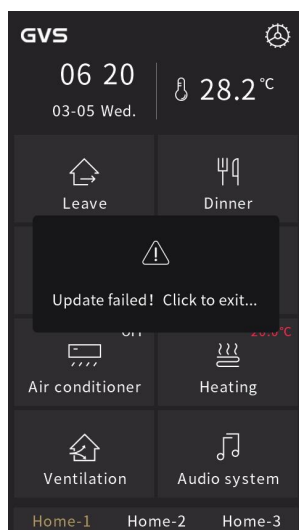 GVS
06 20
03-05 Wed.
28.2°C
Leave
Dinner
Update failed! Click to exit...
Air conditioner
Heating
Ventilation
Audio system
Home-1
Home-2
Home-3